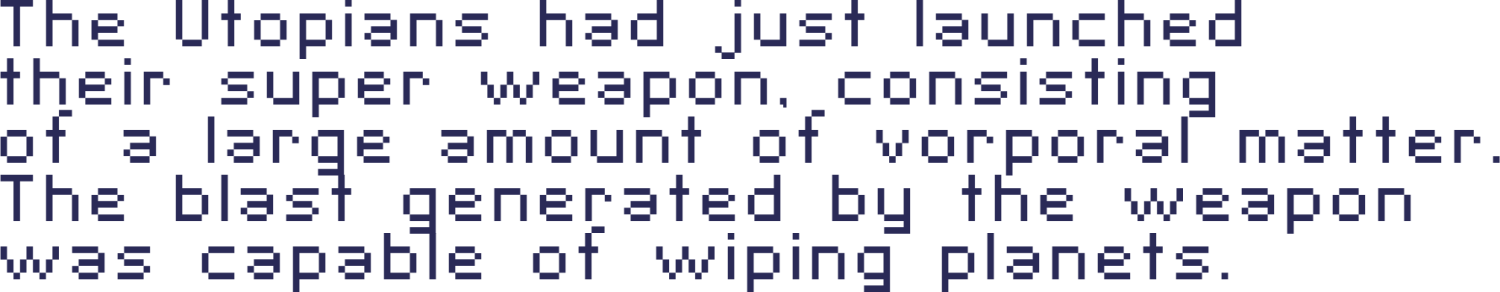 The Utopians had just launched
their super weapon, consisting
of a large amount of vorporal matter.
The blast generated by the weapon
was capable of wiping planets.